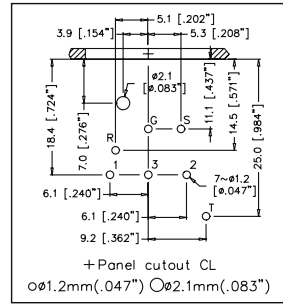 5.1 [.202"]
3.9 [.154"]
5.3 [.208"]
ø2.1
[ø.083"]
18.4 [.724"]
7.0 [.276"]
11.1 [.437"]
14.5 [.571"]
25.0 [.984"]
G
S
R
1
3
2
6.1 [.240"]
7~ø1.2
[ø.047"]
T
6.1 [.240"]
9.2 [.362"]
+Panel cutout CL
oø1.2mm(.047") Oø2.1mm(.083")